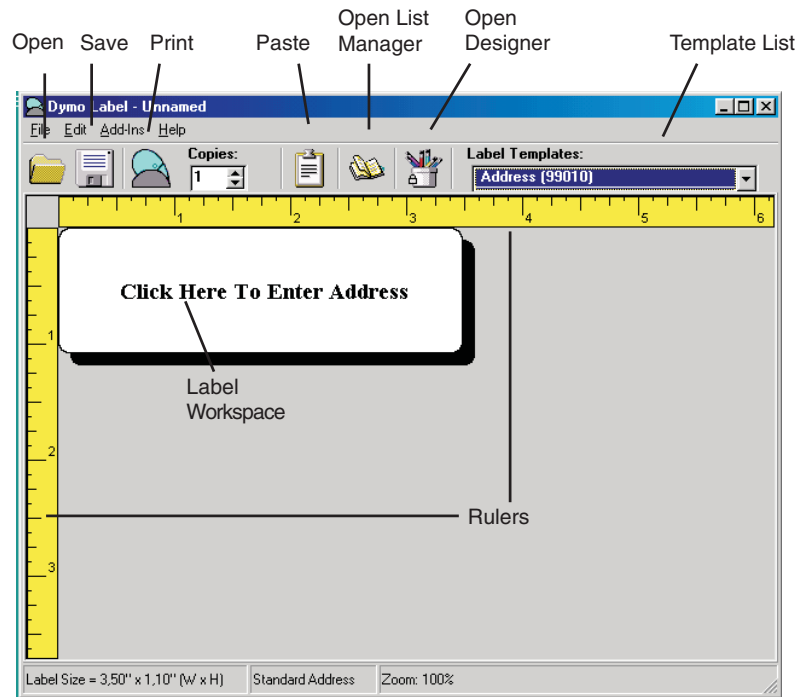 Open Save Print Paste Open List Manager Open Designer Template List
Dymo Label - Unnamed
File Edit Add-Ins Help
Copies:
1
Label Templates:
Address (99010)
1 2 3 4 5 6
Click Here To Enter Address
1
Label
Workspace
2
Rulers
3
Label Size = 3,50" x 1,10" (W x H) Standard Address Zoom: 100%